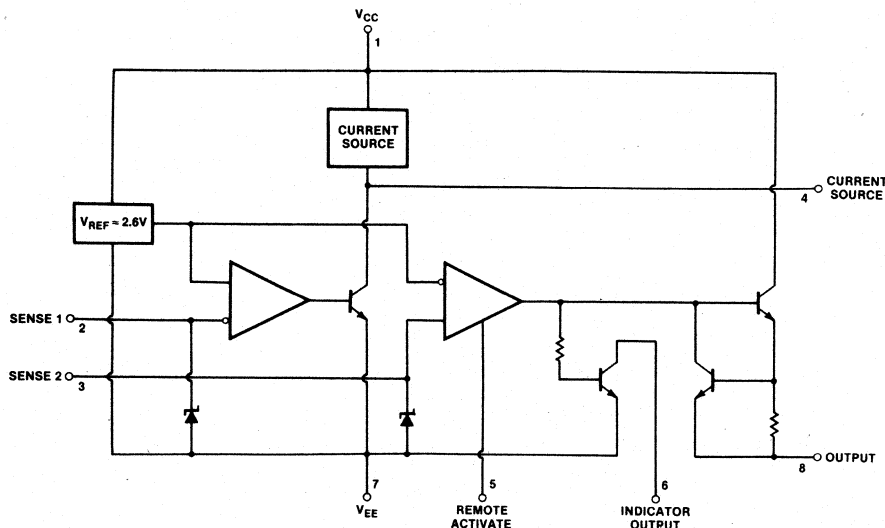 VCC
1
CURRENT
SOURCE
CURRENT
SOURCE
4
VREF ≈ 2.6V
SENSE 1
2
SENSE 2
3
8
OUTPUT
7
VEE
5
REMOTE
ACTIVATE
6
INDICATOR
OUTPUT